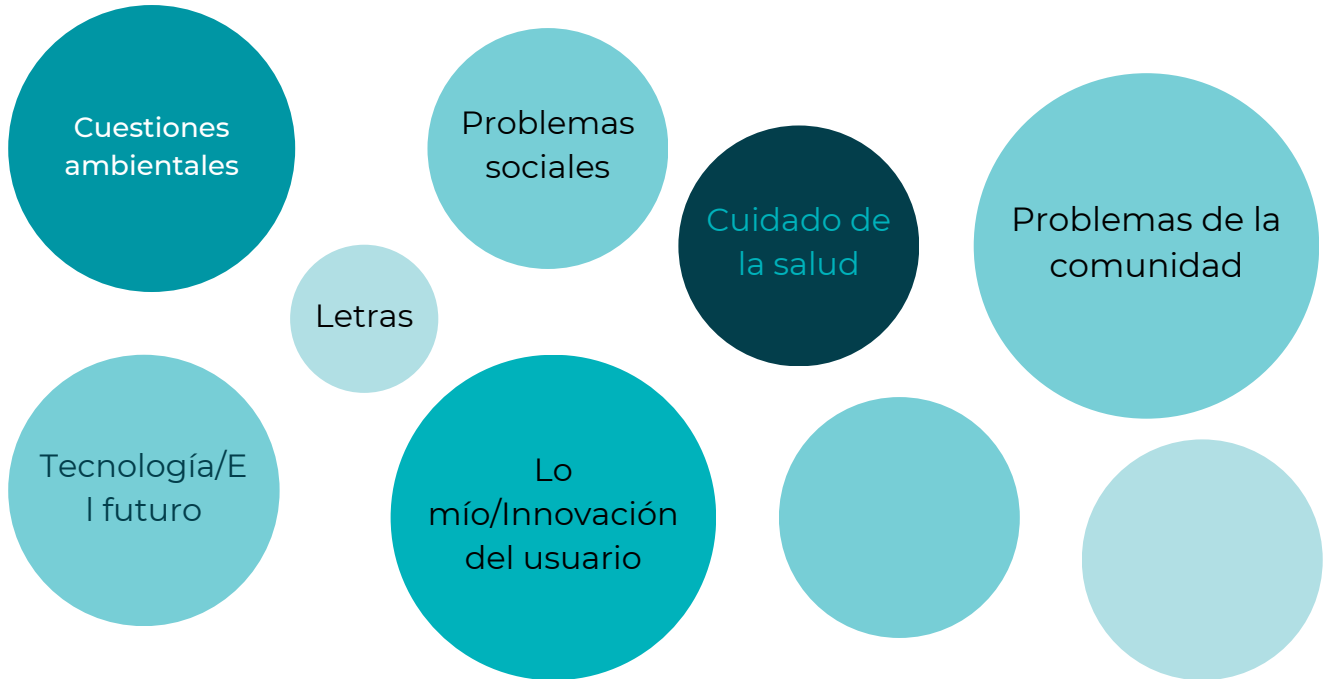 Cuestiones
ambientales
Problemas
sociales
Cuidado de
la salud
Problemas de la
comunidad
Letras
Tecnología/E
l futuro
Lo
mío/Innovación
del usuario